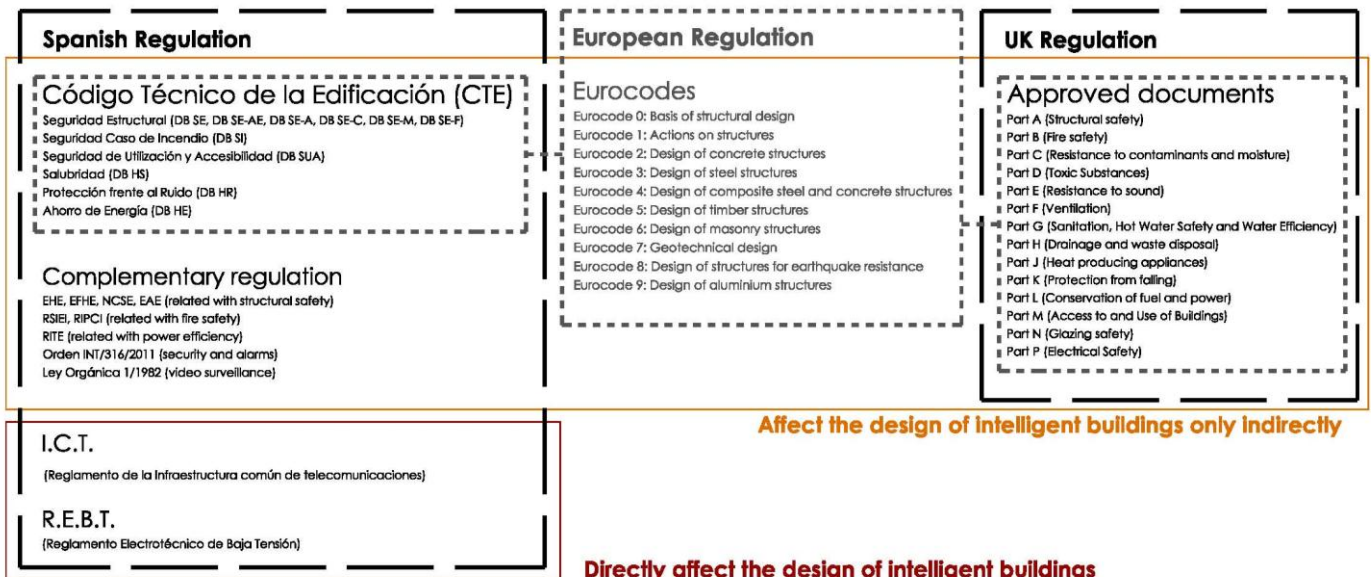 Spanish Regulation
Código Técnico de la Edificación (CTE)
Seguridad Estructural (DB SE, DB SE-AE, DB SE-A, DB SE-C, DB SE-M, DB SE-F)
Seguridad Caso de Incendio (DB SI)
Seguridad de Utilización y Accesibilidad (DB SUA)
Salubridad (DB HS)
Protección frente al Ruido (DB HR)
Ahorro de Energía (DB HE)
Complementary regulation
EHE, EFHE, NCSE, EAE (related with structural safety)
RSIEI, RIPCI (related with fire safety)
RITE (related with power efficiency)
Orden INT/316/2011 (security and alarms)
Ley Orgánica 1/1982 (video surveillance)
I.C.T.
(Reglamento de la Infraestructura común de telecomunicaciones)
R.E.B.T.
(Reglamento Electrotécnico de Baja Tensión)
European Regulation
Eurocodes
Eurocode 0: Basis of structural design
Eurocode 1: Actions on structures
Eurocode 2: Design of concrete structures
Eurocode 3: Design of steel structures
Eurocode 4: Design of composite steel and concrete structures
Eurocode 5: Design of timber structures
Eurocode 6: Design of masonry structures
Eurocode 7: Geotechnical design
Eurocode 8: Design of structures for earthquake resistance
Eurocode 9: Design of aluminium structures
UK Regulation
Approved documents
Part A (Structural safety)
Part B (Fire safety)
Part C (Resistance to contaminants and moisture)
Part D (Toxic Substances)
Part E (Resistance to sound)
Part F (Ventilation)
Part G (Sanitation, Hot Water Safety and Water Efficiency)
Part H (Drainage and waste disposal)
Part J (Heat producing appliances)
Part K (Protection from falling)
Part L (Conservation of fuel and power)
Part M (Access to and Use of Buildings)
Part N (Glazing safety)
Part P (Electrical Safety)
Affect the design of intelligent buildings only indirectly
Directly affect the design of intelligent buildings